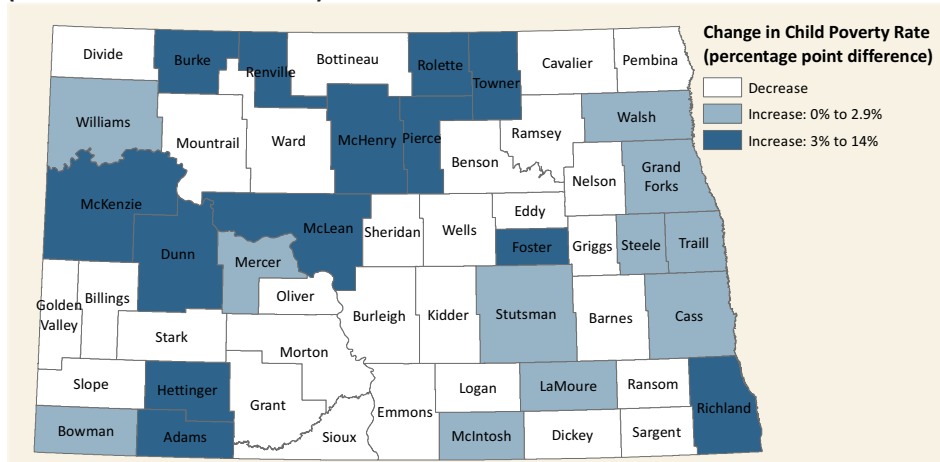 Change in Child Poverty Rate
(percentage point difference)
Decrease
Increase: 0% to 2.9%
Increase: 3% to 14%
Divide
Burke
Renville
Bottineau
Rolette
Towner
Cavalier
Pembina
Williams
Mountrail
Ward
McHenry
Pierce
Benson
Ramsey
Walsh
Nelson
Grand
Forks
McKenzie
Dunn
McLean
Mercer
Oliver
Sheridan
Wells
Eddy
Foster
Griggs
Steele
Traill
Golden
Valley
Billings
Stark
Morton
Burleigh
Kidder
Stutsman
Barnes
Cass
Slope
Hettinger
Grant
Sioux
Emmons
Logan
LaMoure
Ransom
Richland
Bowman
Adams
McIntosh
Dickey
Sargent